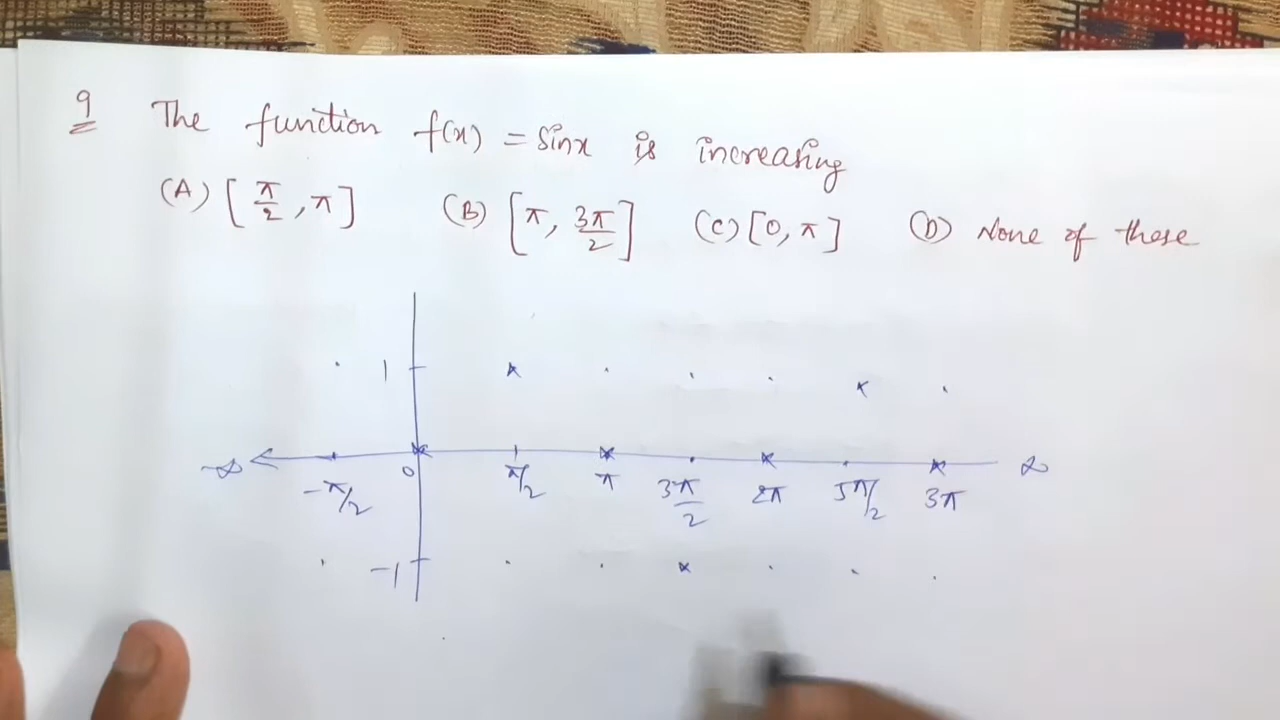 9 The function f(x) = sinx is increasing
(A) [π/2, π] (B) [π, 3π/2] (C) [0, π] (D) None of these
1
-∞ -π/2 0 π/2 π 3π/2 2π 5π/2 3π ∞
-1